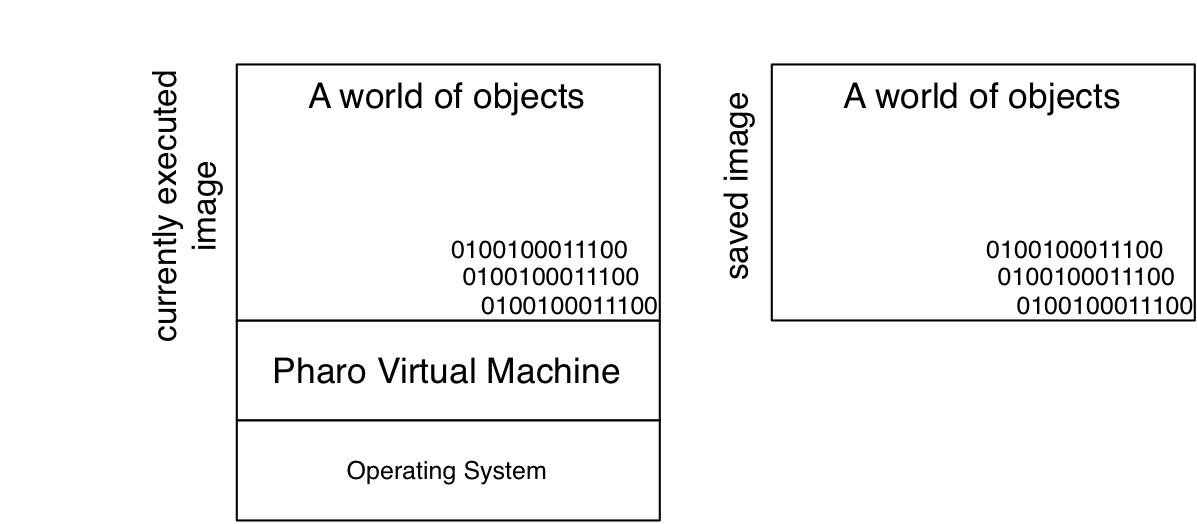 currently executed
image
A world of objects
0100100011100
0100100011100
0100100011100
Pharo Virtual Machine
Operating System
saved image
A world of objects
0100100011100
0100100011100
0100100011100